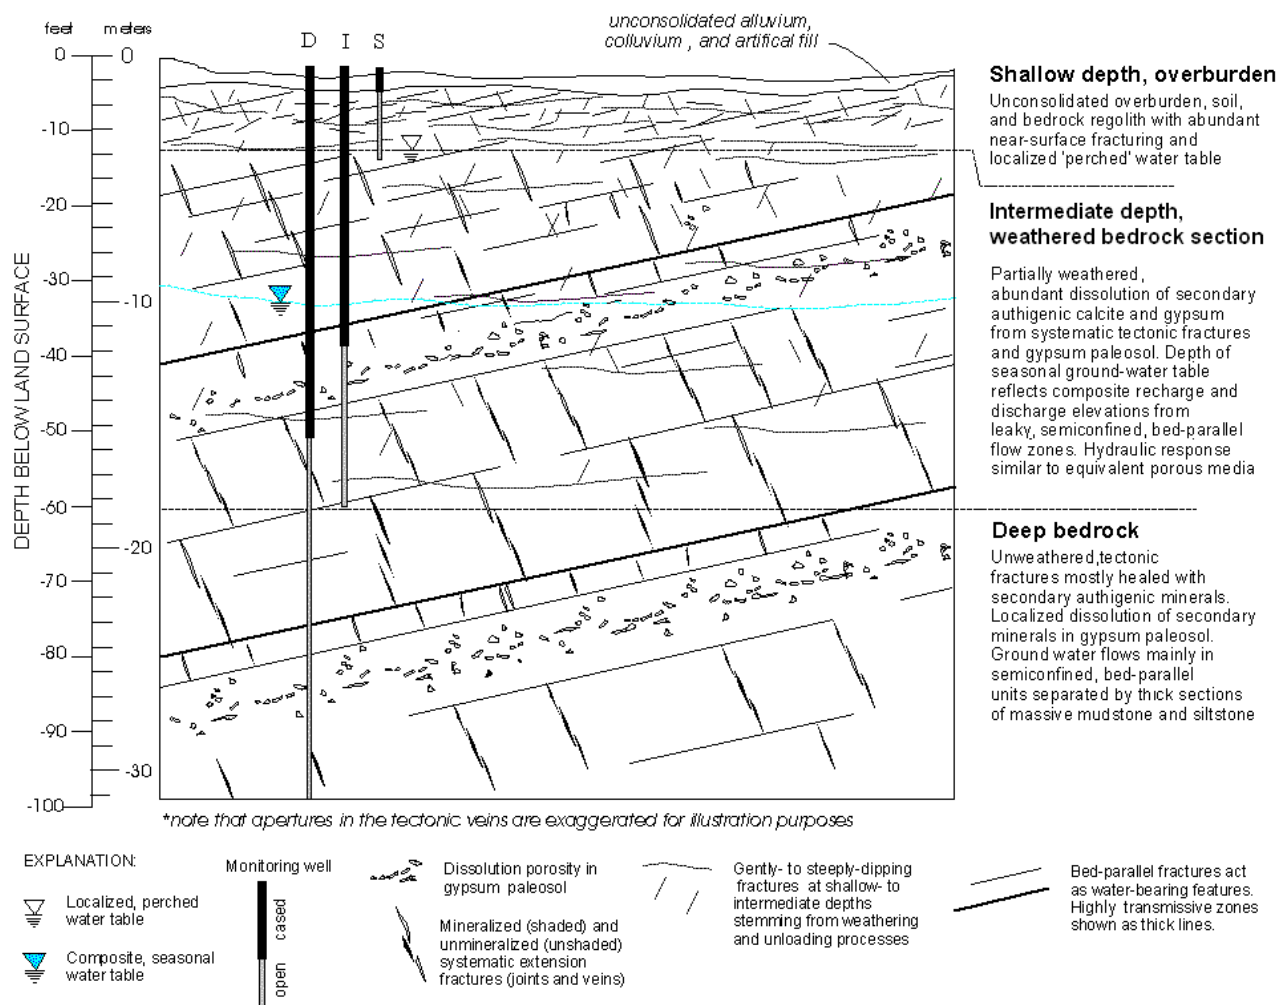 feet meters
unconsolidated alluvium,
colluvium , and artifical fill
D I S
0 0
-10
-20
-30
-10
-40
-50
-60
-20
-70
-80
-90
-30
-100
DEPTH BELOW LAND SURFACE
Shallow depth, overburden
Unconsolidated overburden, soil,
and bedrock regolith with abundant
near-surface fracturing and
localized 'perched' water table
Intermediate depth,
weathered bedrock section
Partially weathered,
abundant dissolution of secondary
authigenic calcite and gypsum
from systematic tectonic fractures
and gypsum paleosol. Depth of
seasonal ground-water table
reflects composite recharge and
discharge elevations from
leaky, semiconfined, bed-parallel
flow zones. Hydraulic response
similar to equivalent porous media
Deep bedrock
Unweathered,tectonic
fractures mostly healed with
secondary authigenic minerals.
Localized dissolution of secondary
minerals in gypsum paleosol.
Ground water flows mainly in
semiconfined, bed-parallel
units separated by thick sections
of massive mudstone and siltstone
*note that apertures in the tectonic veins are exaggerated for illustration purposes
EXPLANATION:
Localized, perched
water table
Composite, seasonal
water table
Monitoring well
cased
open
Dissolution porosity in
gypsum paleosol
Mineralized (shaded) and
unmineralized (unshaded)
systematic extension
fractures (joints and veins)
Gently- to steeply-dipping
fractures at shallow- to
intermediate depths
stemming from weathering
and unloading processes
Bed-parallel fractures act
as water-bearing features.
Highly transmissive zones
shown as thick lines.